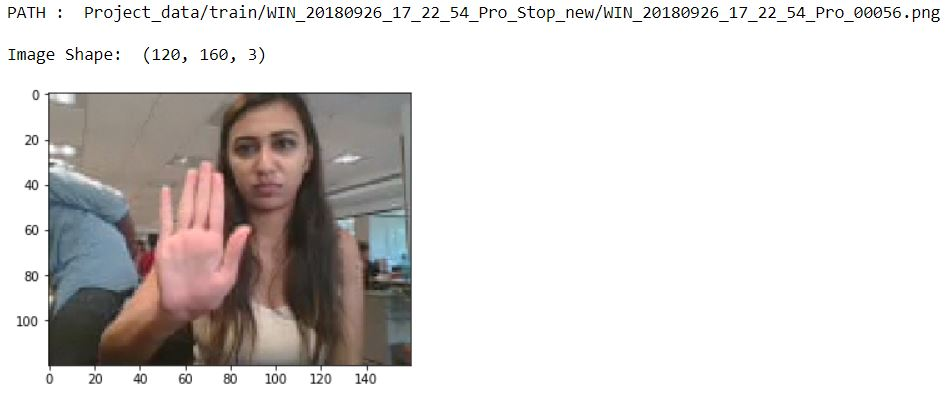 PATH :  Project_data/train/WIN_20180926_17_22_54_Pro_Stop_new/WIN_20180926_17_22_54_Pro_00056.png
Image Shape:  (120, 160, 3)
0
20
40
60
80
100
0 20 40 60 80 100 120 140